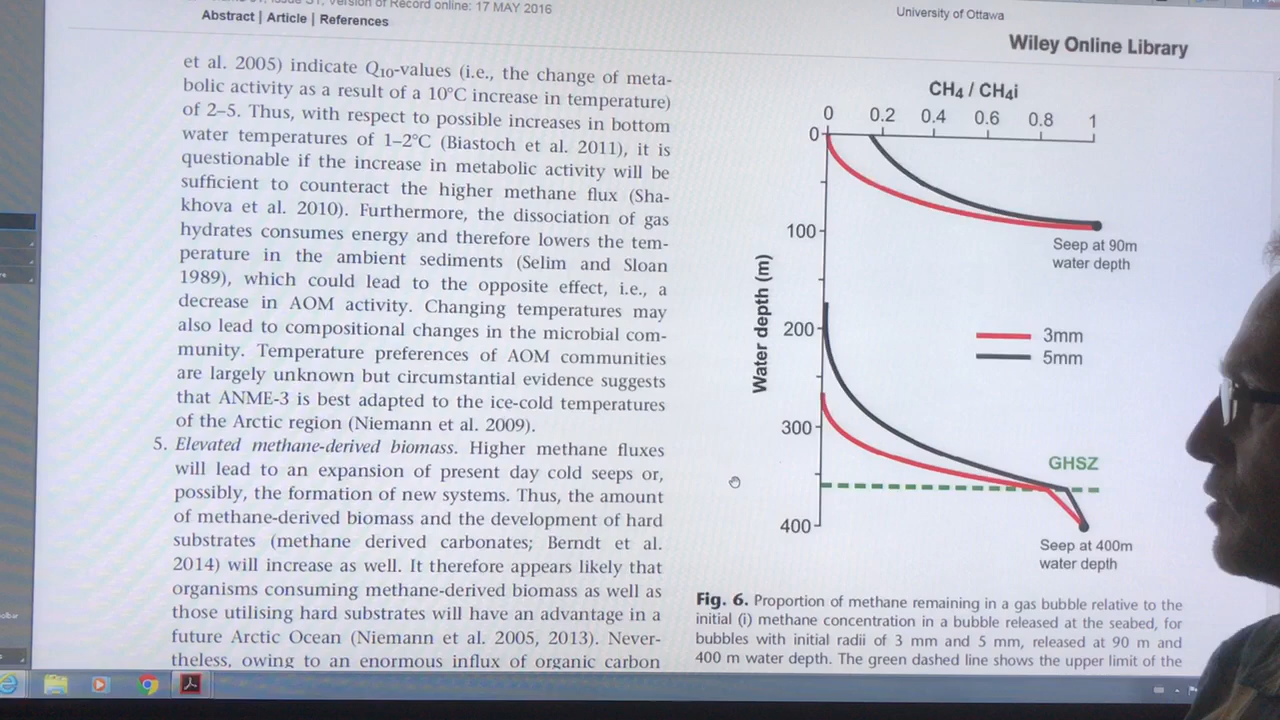 Version of Record online: 17 MAY 2016
Abstract | Article | References
University of Ottawa
Wiley Online Library
et al. 2005) indicate Q10-values (i.e., the change of meta-
bolic activity as a result of a 10°C increase in temperature)
of 2–5. Thus, with respect to possible increases in bottom
water temperatures of 1–2°C (Biastoch et al. 2011), it is
questionable if the increase in metabolic activity will be
sufficient to counteract the higher methane flux (Sha-
khova et al. 2010). Furthermore, the dissociation of gas
hydrates consumes energy and therefore lowers the tem-
perature in the ambient sediments (Selim and Sloan
1989), which could lead to the opposite effect, i.e., a
decrease in AOM activity. Changing temperatures may
also lead to compositional changes in the microbial com-
munity. Temperature preferences of AOM communities
are largely unknown but circumstantial evidence suggests
that ANME-3 is best adapted to the ice-cold temperatures
of the Arctic region (Niemann et al. 2009).
5. Elevated methane-derived biomass. Higher methane fluxes
will lead to an expansion of present day cold seeps or,
possibly, the formation of new systems. Thus, the amount
of methane-derived biomass and the development of hard
substrates (methane derived carbonates; Berndt et al.
2014) will increase as well. It therefore appears likely that
organisms consuming methane-derived biomass as well as
those utilising hard substrates will have an advantage in a
future Arctic Ocean (Niemann et al. 2005, 2013). Never-
theless, owing to an enormous influx of organic carbon
CH4 / CH4i
0 0.2 0.4 0.6 0.8 1
0
100
200
300
400
Water depth (m)
Seep at 90m
water depth
3mm
5mm
GHSZ
Seep at 400m
water depth
Fig. 6. Proportion of methane remaining in a gas bubble relative to the
initial (i) methane concentration in a bubble released at the seabed, for
bubbles with initial radii of 3 mm and 5 mm, released at 90 m and
400 m water depth. The green dashed line shows the upper limit of the